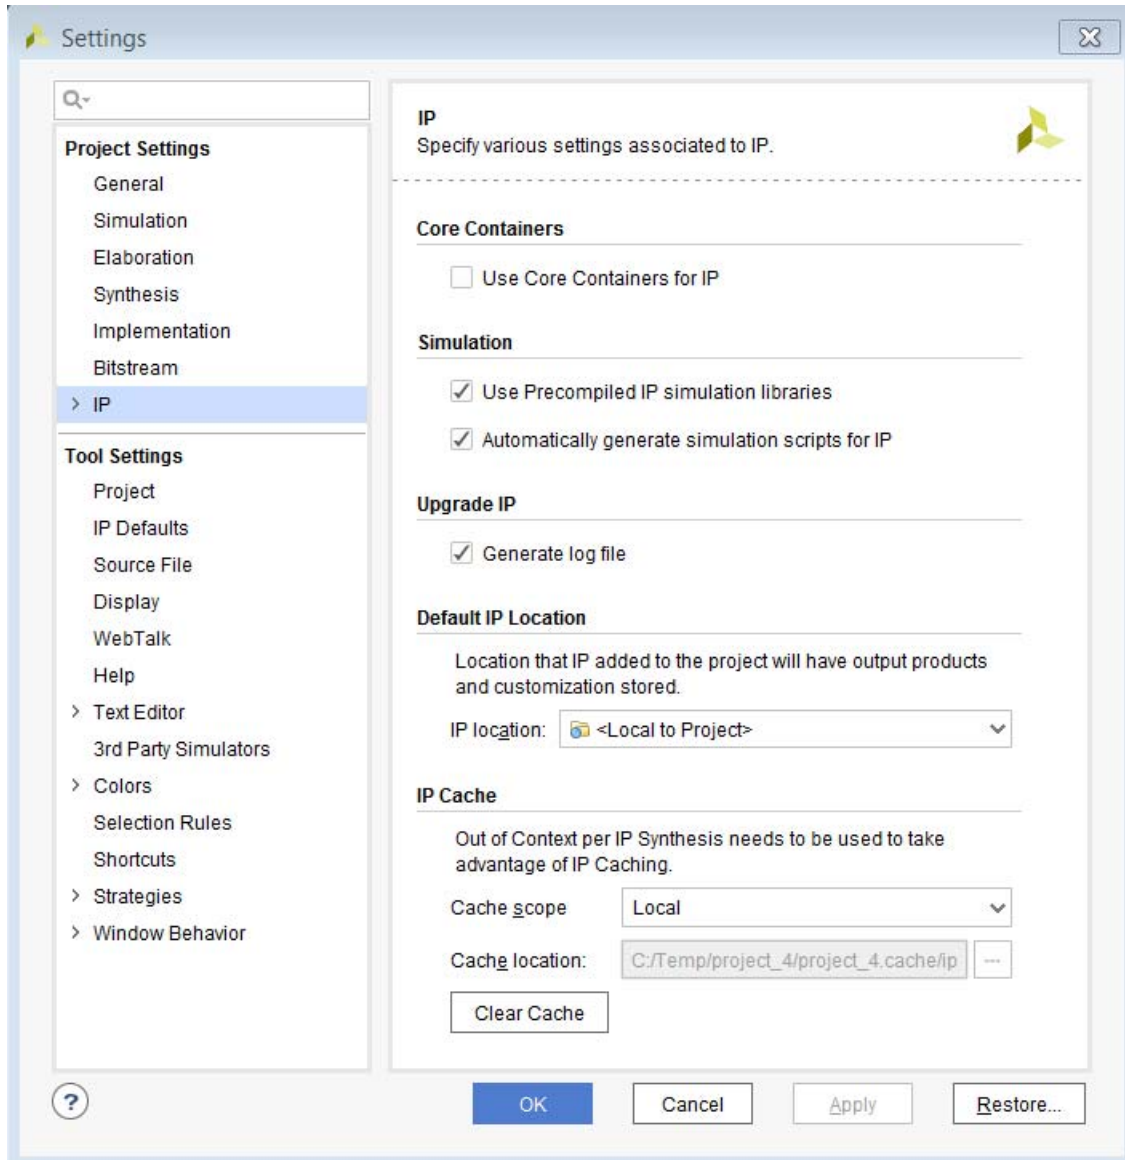 Settings
Project Settings
General
Simulation
Elaboration
Synthesis
Implementation
Bitstream
IP
Tool Settings
Project
IP Defaults
Source File
Display
WebTalk
Help
Text Editor
3rd Party Simulators
Colors
Selection Rules
Shortcuts
Strategies
Window Behavior
IP
Specify various settings associated to IP.
Core Containers
Use Core Containers for IP
Simulation
Use Precompiled IP simulation libraries
Automatically generate simulation scripts for IP
Upgrade IP
Generate log file
Default IP Location
Location that IP added to the project will have output products
and customization stored.
IP location: <Local to Project>
IP Cache
Out of Context per IP Synthesis needs to be used to take
advantage of IP Caching.
Cache scope Local
Cache location: C:/Temp/project_4/project_4.cache/ip ...
Clear Cache
? OK Cancel Apply Restore...